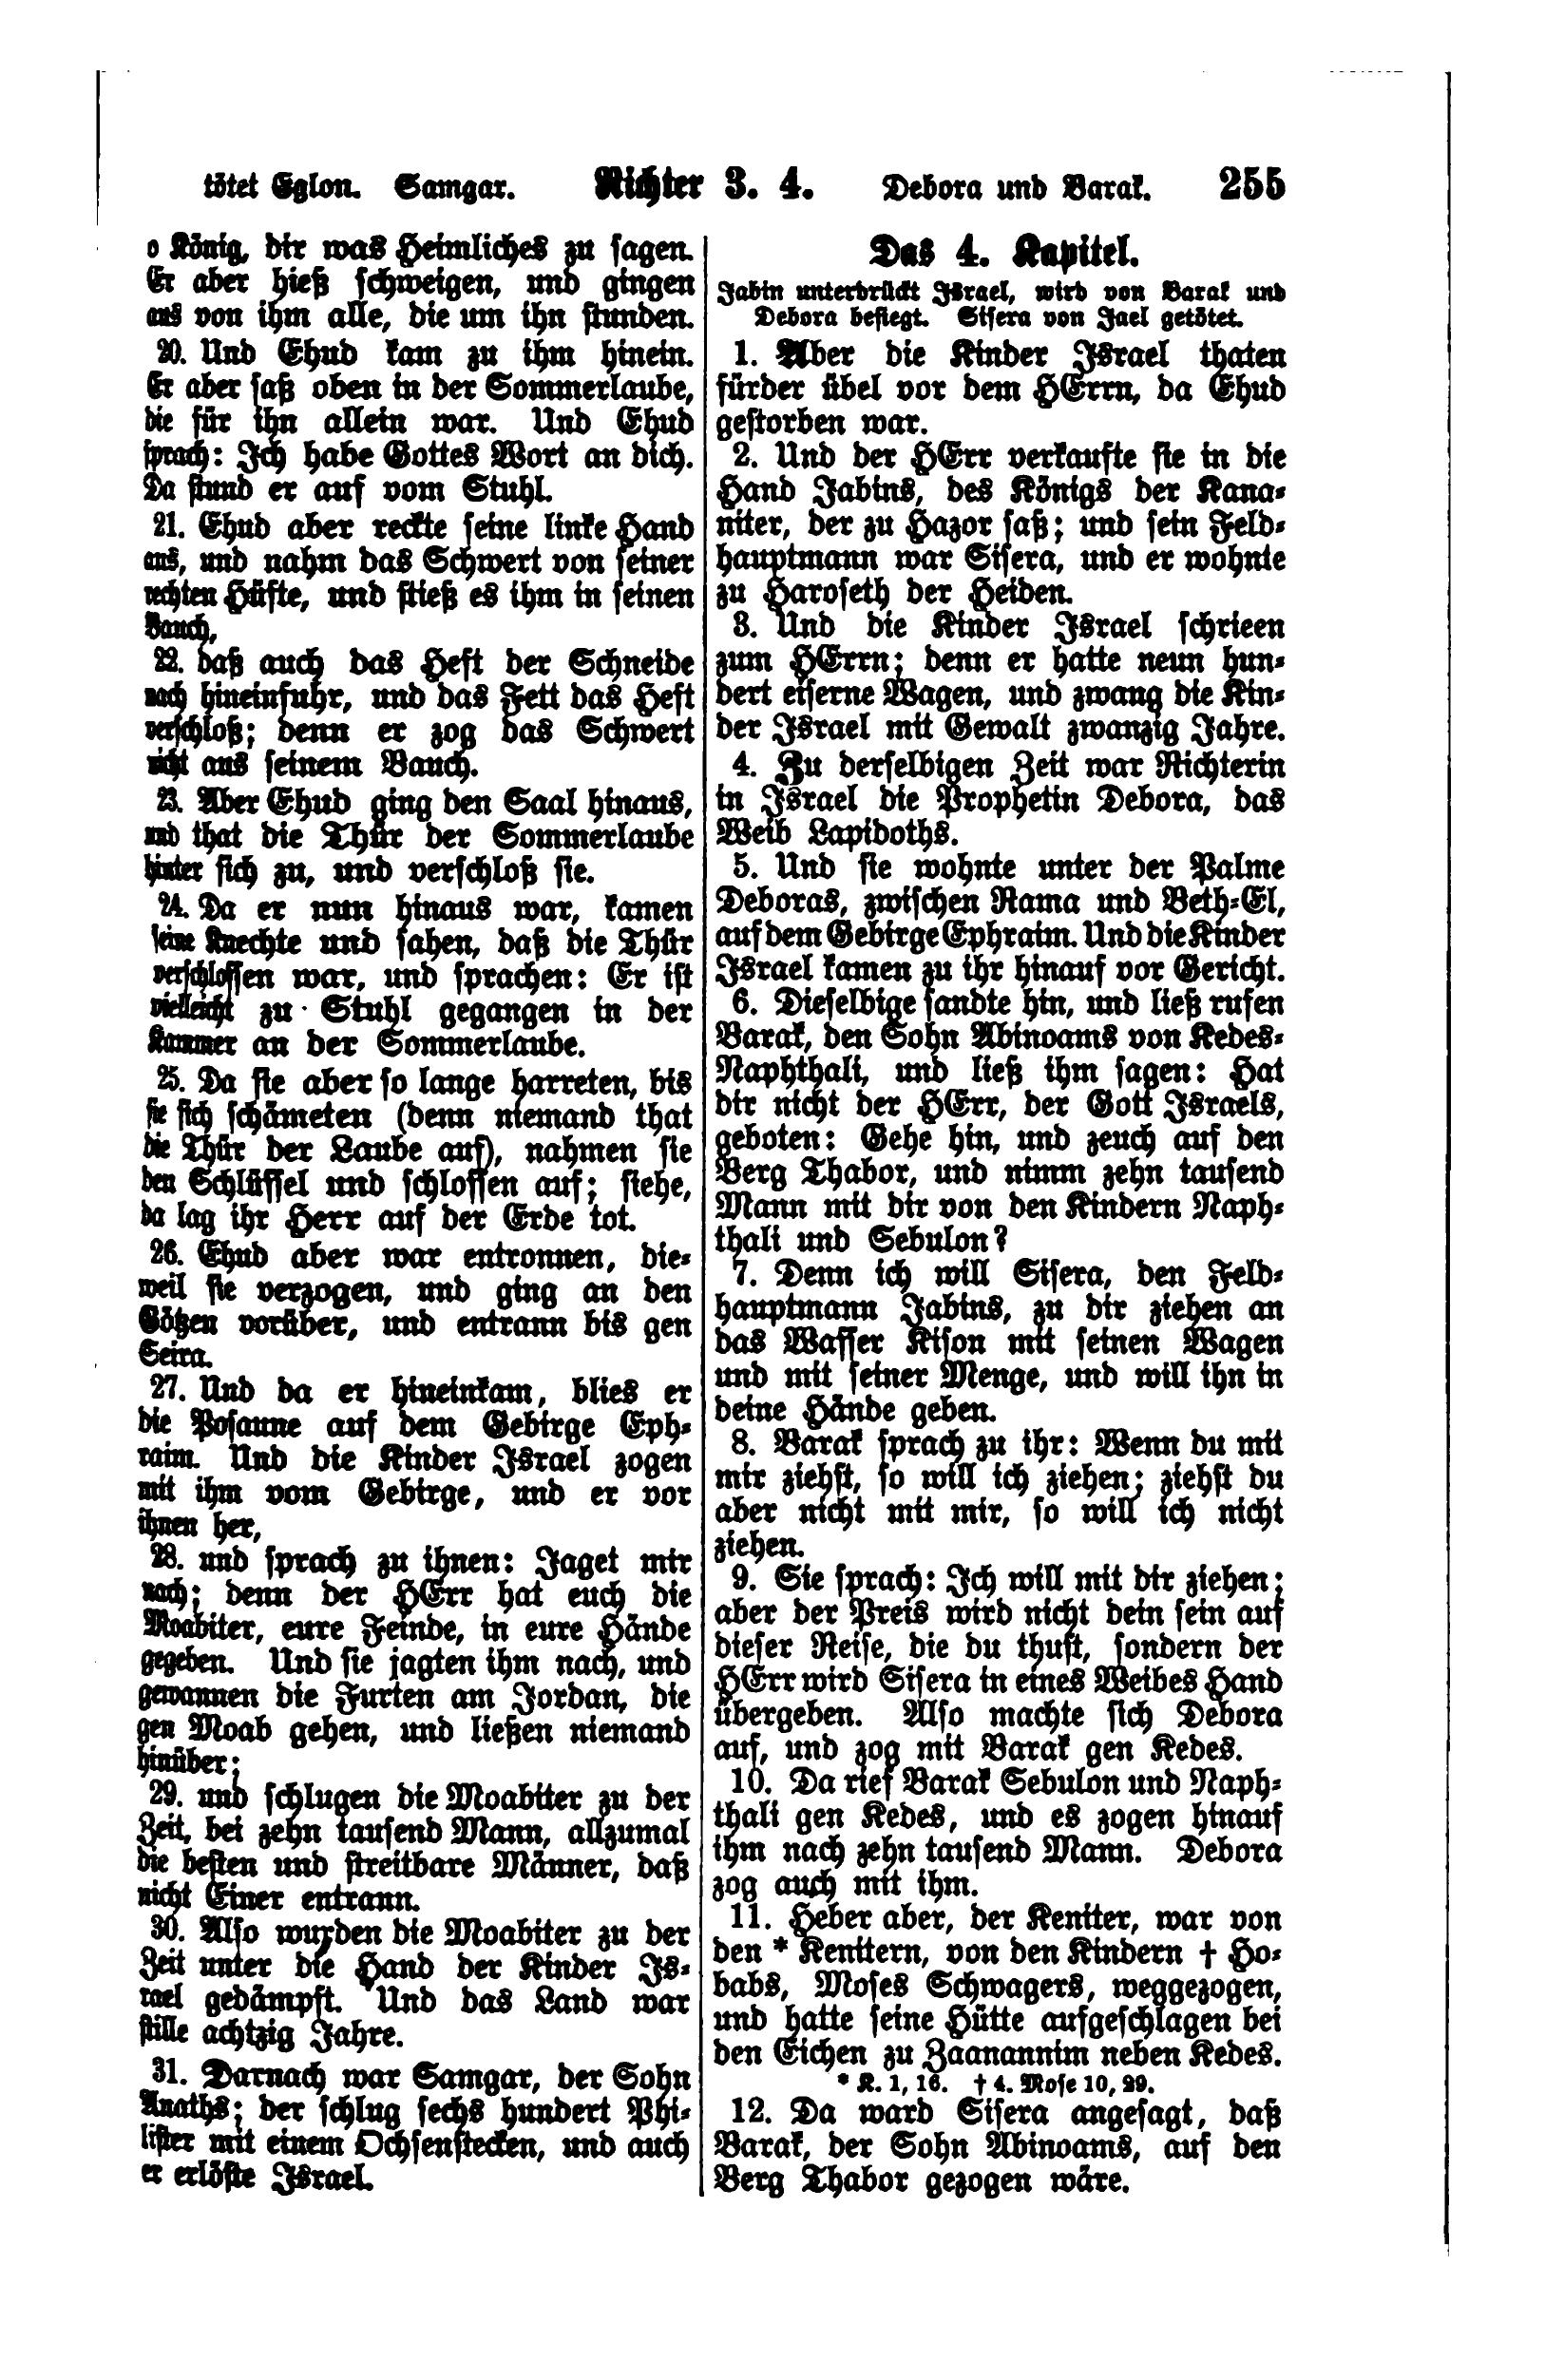 tötet Eglon. Samgar. Richter 3. 4. Debora und Barak. 255
o König, dir was Heimliches zu sagen.
Er aber hieß schweigen, und gingen
aus von ihm alle, die um ihn stunden.
20. Und Ehud kam zu ihm hinein.
Er aber saß oben in der Sommerlaube,
die für ihn allein war. Und Ehud
sprach: Ich habe Gottes Wort an dich.
Da stund er auf vom Stuhl.
21. Ehud aber reckte seine linke Hand
aus, und nahm das Schwert von seiner
rechten Hüfte, und stieß es ihm in seinen
Bauch,
22. daß auch das Heft der Schneide
nach hineinfuhr, und das Fett das Heft
verschloß; denn er zog das Schwert
nicht aus seinem Bauch.
23. Aber Ehud ging den Saal hinaus,
und that die Thür der Sommerlaube
hinter sich zu, und verschloß sie.
24. Da er nun hinaus war, kamen
seine Knechte und sahen, daß die Thür
verschlossen war, und sprachen: Er ist
vielleicht zu Stuhl gegangen in der
Kammer an der Sommerlaube.
25. Da sie aber so lange harreten, bis
sie sich schämeten (denn niemand that
die Thür der Laube auf), nahmen sie
den Schlüssel und schlossen auf; siehe,
da lag ihr Herr auf der Erde tot.
26. Ehud aber war entronnen, die-
weil sie verzogen, und ging an den
Götzen vorüber, und entrann bis gen
Seira.
27. Und da er hineinkam, blies er
die Posaune auf dem Gebirge Eph-
raim. Und die Kinder Israel zogen
mit ihm vom Gebirge, und er vor
ihnen her,
28. und sprach zu ihnen: Jaget mir
nach; denn der HErr hat euch die
Moabiter, eure Feinde, in eure Hände
gegeben. Und sie jagten ihm nach, und
gewannen die Furten am Jordan, die
gen Moab gehen, und ließen niemand
hinüber;
29. und schlugen die Moabiter zu der
Zeit, bei zehn tausend Mann, allzumal
die besten und streitbare Männer, daß
nicht Einer entrann.
30. Also wurden die Moabiter zu der
Zeit unter die Hand der Kinder Is-
rael gedämpft. Und das Land war
stille achtzig Jahre.
31. Darnach war Samgar, der Sohn
Anaths; der schlug sechs hundert Phi-
lister mit einem Ochsenstecken, und auch
er erlöste Israel.
Das 4. Kapitel.
Jabin unterdrückt Israel, wird von Barak und
Debora besiegt. Sisera von Jael getötet.
1. Aber die Kinder Israel thaten
fürder übel vor dem HErrn, da Ehud
gestorben war.
2. Und der HErr verkaufte sie in die
Hand Jabins, des Königs der Kana-
niter, der zu Hazor saß; und sein Feld-
hauptmann war Sisera, und er wohnte
zu Haroseth der Heiden.
3. Und die Kinder Israel schrieen
zum HErrn; denn er hatte neun hun-
dert eiserne Wagen, und zwang die Kin-
der Israel mit Gewalt zwanzig Jahre.
4. Zu derselbigen Zeit war Richterin
in Israel die Prophetin Debora, das
Weib Lapidoths.
5. Und sie wohnte unter der Palme
Deboras, zwischen Rama und Beth-El,
auf dem Gebirge Ephraim. Und die Kinder
Israel kamen zu ihr hinauf vor Gericht.
6. Dieselbige sandte hin, und ließ rufen
Barak, den Sohn Abinoams von Kedes-
Naphthali, und ließ ihm sagen: Hat
dir nicht der HErr, der Gott Israels,
geboten: Gehe hin, und zeuch auf den
Berg Thabor, und nimm zehn tausend
Mann mit dir von den Kindern Naph-
thali und Sebulon?
7. Denn ich will Sisera, den Feld-
hauptmann Jabins, zu dir ziehen an
das Wasser Kison mit seinen Wagen
und mit seiner Menge, und will ihn in
deine Hände geben.
8. Barak sprach zu ihr: Wenn du mit
mir ziehst, so will ich ziehen; ziehst du
aber nicht mit mir, so will ich nicht
ziehen.
9. Sie sprach: Ich will mit dir ziehen;
aber der Preis wird nicht dein sein auf
dieser Reise, die du thust, sondern der
HErr wird Sisera in eines Weibes Hand
übergeben. Also machte sich Debora
auf, und zog mit Barak gen Kedes.
10. Da rief Barak Sebulon und Naph-
thali gen Kedes, und es zogen hinauf
ihm nach zehn tausend Mann. Debora
zog auch mit ihm.
11. Heber aber, der Keniter, war von
den * Kenitern, von den Kindern † Ho-
babs, Moses Schwagers, weggezogen,
und hatte seine Hütte aufgeschlagen bei
den Eichen zu Zaanannim neben Kedes.
* K. 1, 16. † 4. Mose 10, 29.
12. Da ward Sisera angesagt, daß
Barak, der Sohn Abinoams, auf den
Berg Thabor gezogen wäre.